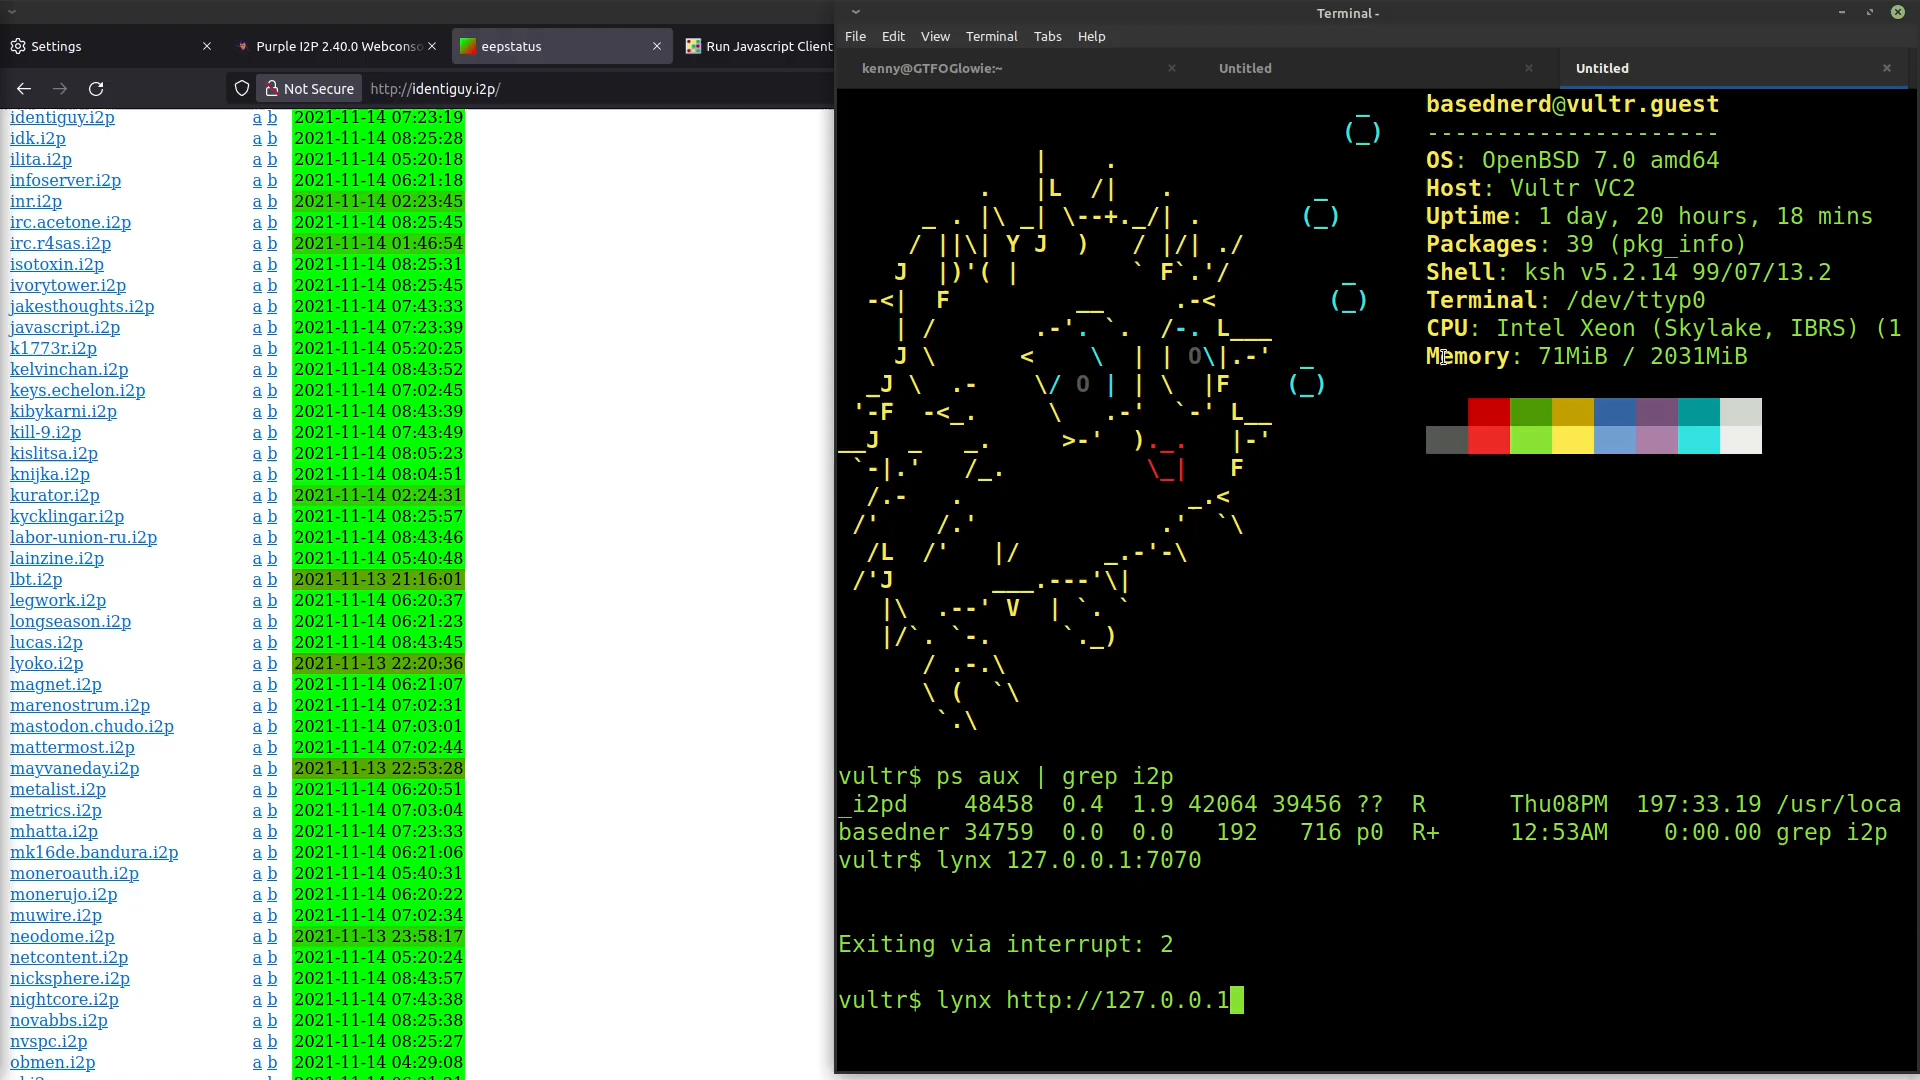 Settings
Purple I2P 2.40.0 Webconso
eepstatus
Run Javascript Client
Not Secure
http://identiguy.i2p/
identiguy.i2p a b 2021-11-14 07:23:19
idk.i2p a b 2021-11-14 08:25:28
ilita.i2p a b 2021-11-14 05:20:18
infoserver.i2p a b 2021-11-14 06:21:18
inr.i2p a b 2021-11-14 02:23:45
irc.acetone.i2p a b 2021-11-14 08:25:45
irc.r4sas.i2p a b 2021-11-14 01:46:54
isotoxin.i2p a b 2021-11-14 08:25:31
ivorytower.i2p a b 2021-11-14 08:25:45
jakesthoughts.i2p a b 2021-11-14 07:43:33
javascript.i2p a b 2021-11-14 07:23:39
k1773r.i2p a b 2021-11-14 05:20:25
kelvinchan.i2p a b 2021-11-14 08:43:52
keys.echelon.i2p a b 2021-11-14 07:02:45
kibykarni.i2p a b 2021-11-14 08:43:39
kill-9.i2p a b 2021-11-14 07:43:49
kislitsa.i2p a b 2021-11-14 08:05:23
knijka.i2p a b 2021-11-14 08:04:51
kurator.i2p a b 2021-11-14 02:24:31
kycklingar.i2p a b 2021-11-14 08:25:57
labor-union-ru.i2p a b 2021-11-14 08:43:46
lainzine.i2p a b 2021-11-14 05:40:48
lbt.i2p a b 2021-11-13 21:16:01
legwork.i2p a b 2021-11-14 06:20:37
longseason.i2p a b 2021-11-14 06:21:23
lucas.i2p a b 2021-11-14 08:43:45
lyoko.i2p a b 2021-11-13 22:20:36
magnet.i2p a b 2021-11-14 06:21:07
marenostrum.i2p a b 2021-11-14 07:02:31
mastodon.chudo.i2p a b 2021-11-14 07:03:01
mattermost.i2p a b 2021-11-14 07:02:44
mayvaneday.i2p a b 2021-11-13 22:53:28
metalist.i2p a b 2021-11-14 06:20:51
metrics.i2p a b 2021-11-14 07:03:04
mhatta.i2p a b 2021-11-14 07:23:33
mk16de.bandura.i2p a b 2021-11-14 06:21:06
moneroauth.i2p a b 2021-11-14 05:40:31
monerujo.i2p a b 2021-11-14 06:20:22
muwire.i2p a b 2021-11-14 07:02:34
neodome.i2p a b 2021-11-13 23:58:17
netcontent.i2p a b 2021-11-14 05:20:24
nicksphere.i2p a b 2021-11-14 08:43:57
nightcore.i2p a b 2021-11-14 07:43:38
novabbs.i2p a b 2021-11-14 08:25:38
nvspc.i2p a b 2021-11-14 08:25:27
obmen.i2p a b 2021-11-14 04:29:08
Terminal -
File Edit View Terminal Tabs Help
kenny@GTFOGlowie:~
Untitled
Untitled
basednerd@vultr.guest
---------------------
OS: OpenBSD 7.0 amd64
Host: Vultr VC2
Uptime: 1 day, 20 hours, 18 mins
Packages: 39 (pkg_info)
Shell: ksh v5.2.14 99/07/13.2
Terminal: /dev/ttyp0
CPU: Intel Xeon (Skylake, IBRS) (1
Memory: 71MiB / 2031MiB
vultr$ ps aux | grep i2p
_i2pd 48458 0.4 1.9 42064 39456 ?? R Thu08PM 197:33.19 /usr/loca
basedner 34759 0.0 0.0 192 716 p0 R+ 12:53AM 0:00.00 grep i2p
vultr$ lynx 127.0.0.1:7070
Exiting via interrupt: 2
vultr$ lynx http://127.0.0.1